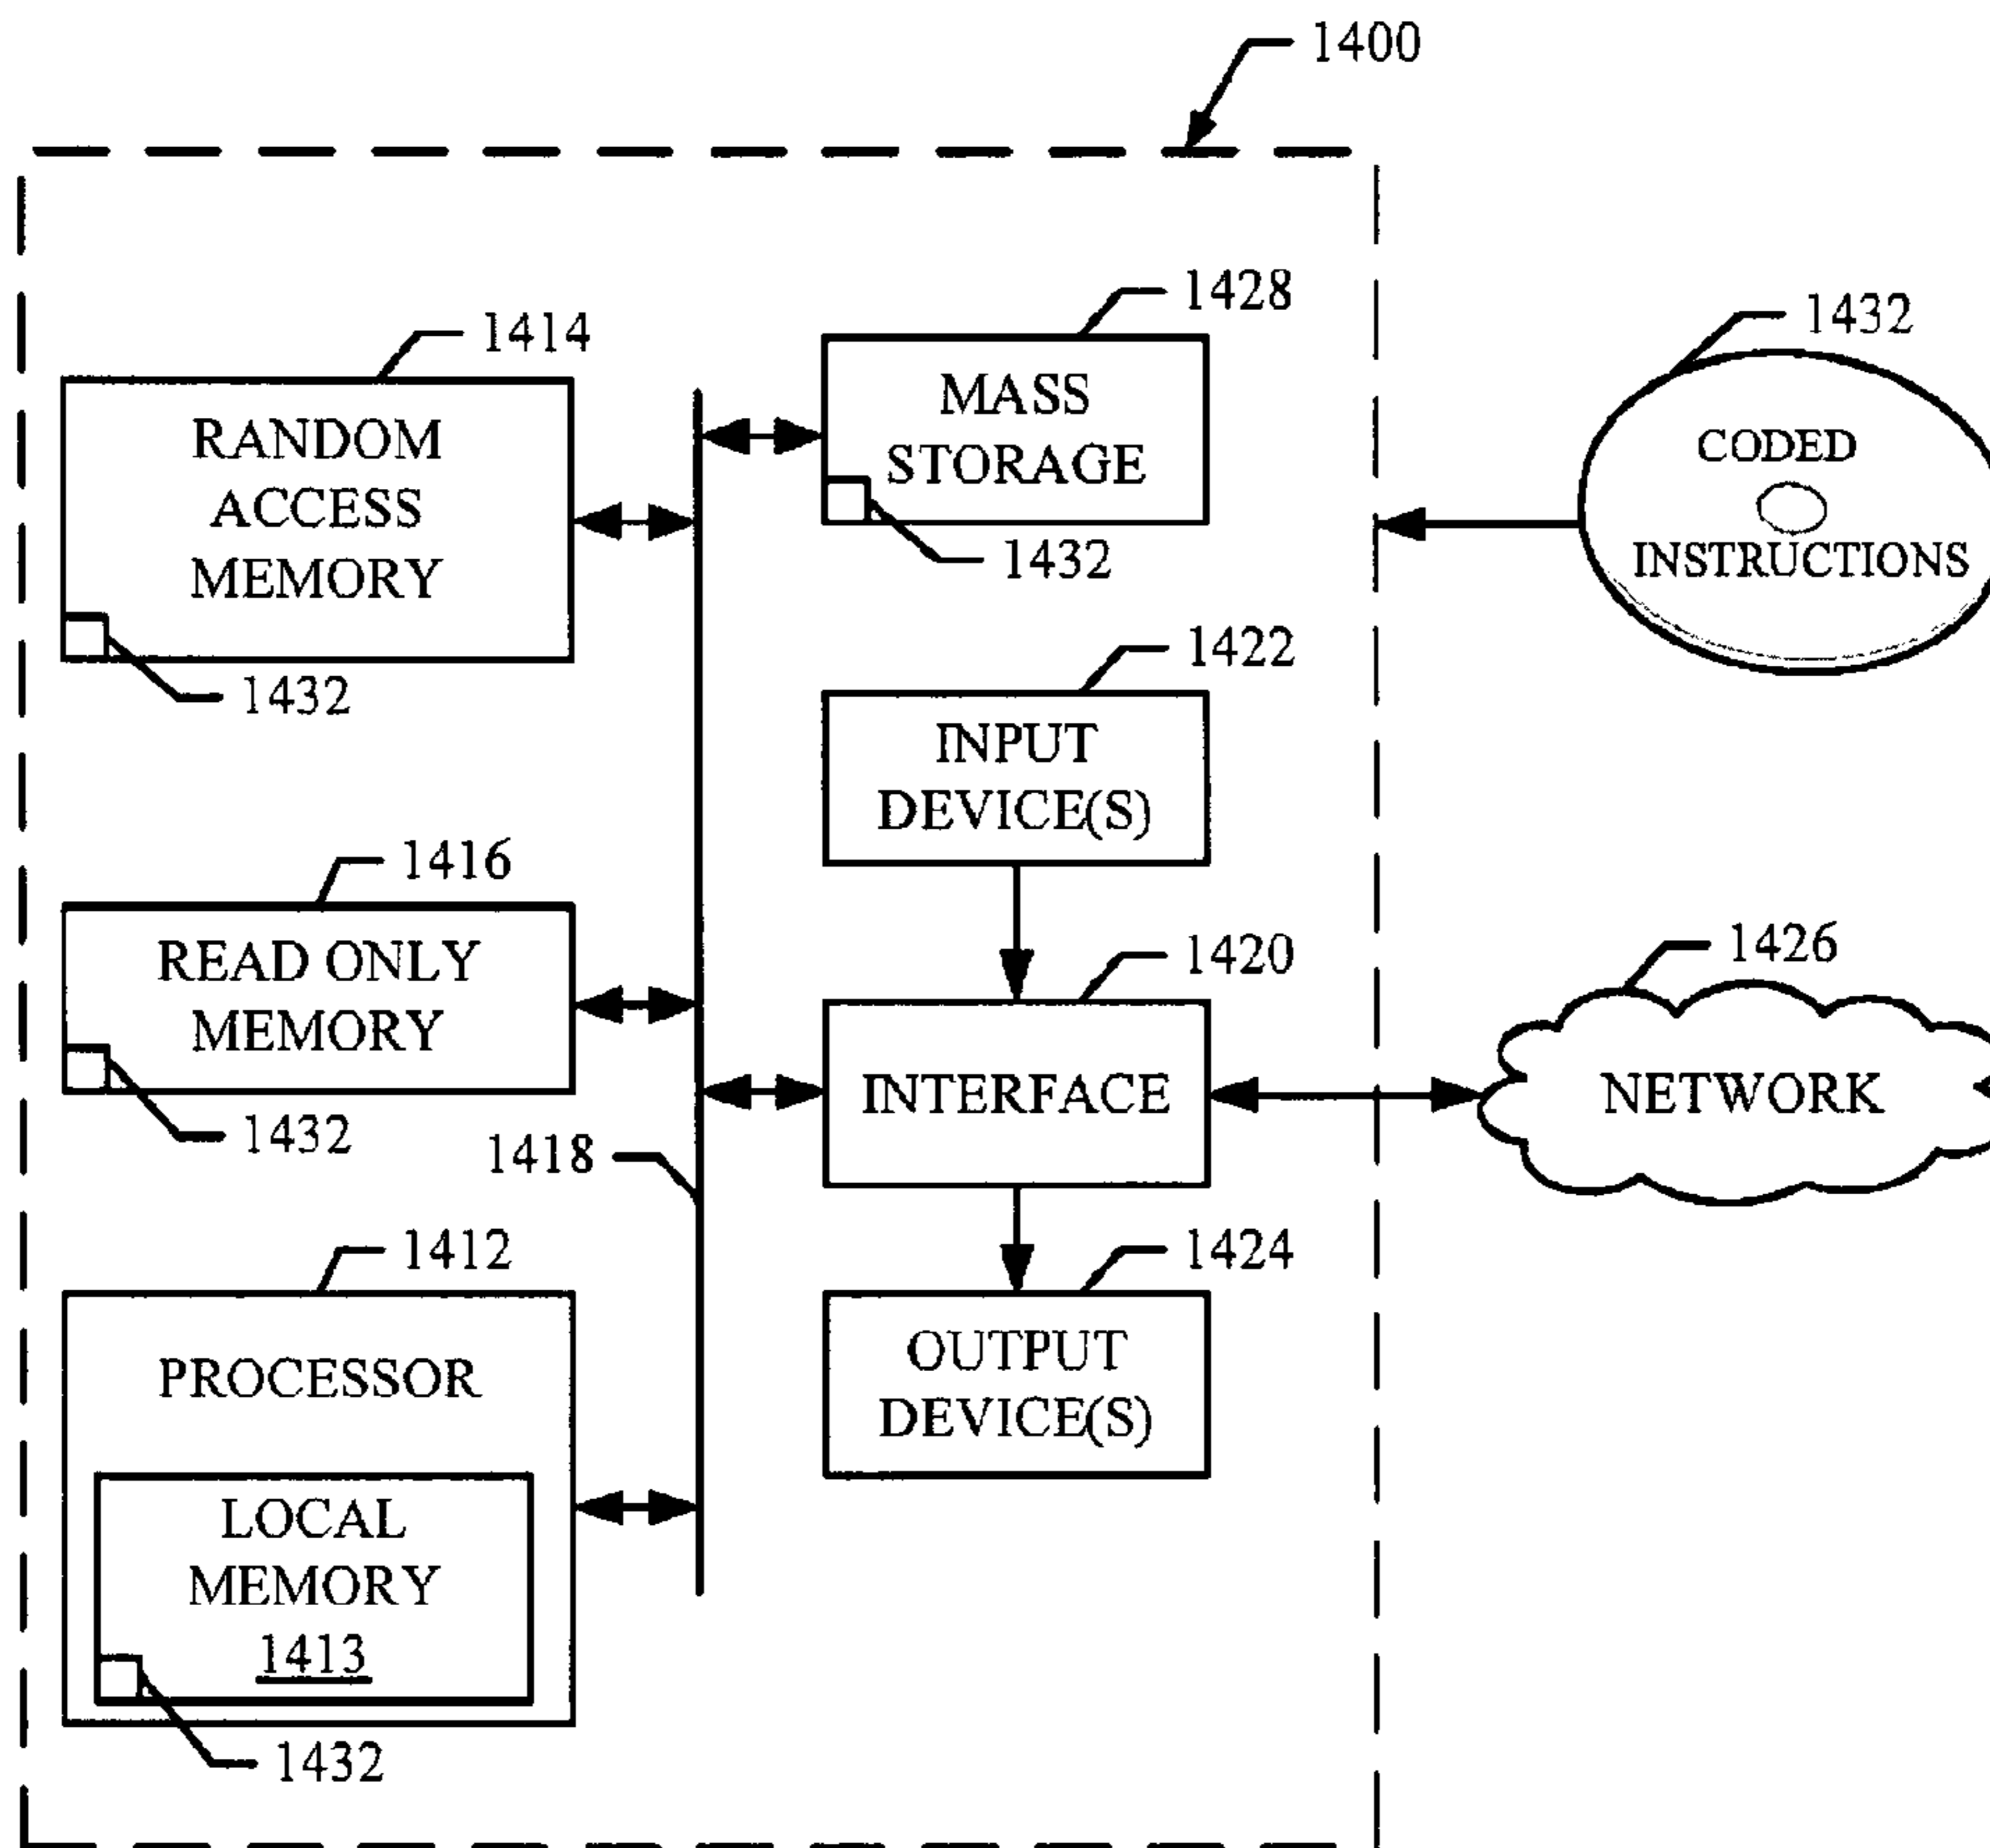 1400
1428
1414
1432
MASS
STORAGE
RANDOM
ACCESS
MEMORY
CODED
INSTRUCTIONS
1432
1432
1422
INPUT
DEVICE(S)
1416
READ ONLY
MEMORY
1420
1426
INTERFACE
NETWORK
1432
1418
1412
1424
PROCESSOR
OUTPUT
DEVICE(S)
LOCAL
MEMORY
1413
1432